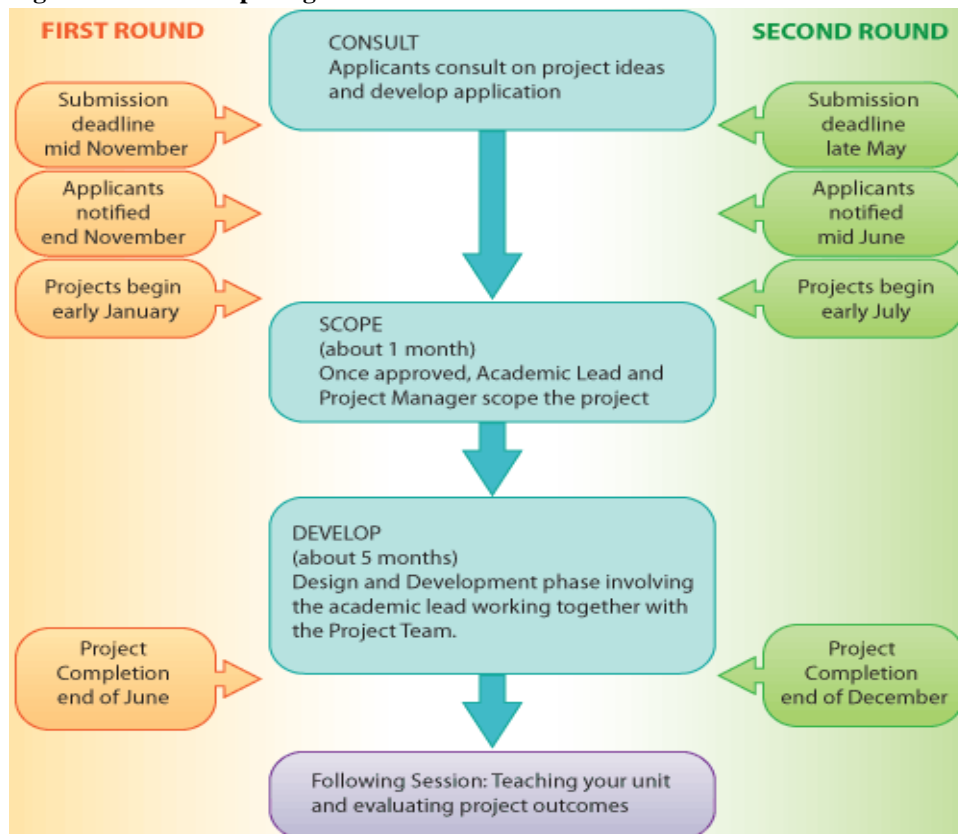 FIRST ROUND
SECOND ROUND
CONSULT
Applicants consult on project ideas
and develop application
Submission
deadline
mid November
Submission
deadline
late May
Applicants
notified
end November
Applicants
notified
mid June
Projects begin
early January
Projects begin
early July
SCOPE
(about 1 month)
Once approved, Academic Lead and
Project Manager scope the project
DEVELOP
(about 5 months)
Design and Development phase involving
the academic lead working together with
the Project Team.
Project
Completion
end of June
Project
Completion
end of December
Following Session: Teaching your unit
and evaluating project outcomes